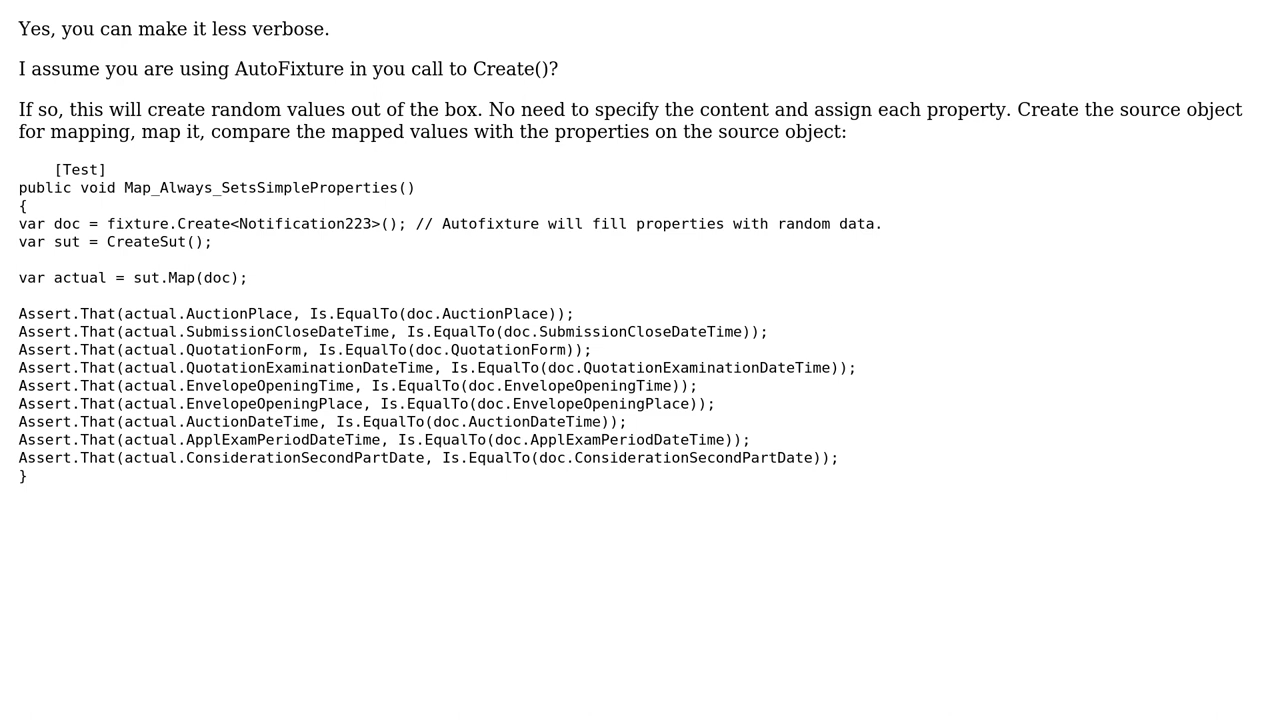 Yes, you can make it less verbose.
I assume you are using AutoFixture in you call to Create()?
If so, this will create random values out of the box. No need to specify the content and assign each property. Create the source object
for mapping, map it, compare the mapped values with the properties on the source object:
    [Test]
public void Map_Always_SetsSimpleProperties()
{
var doc = fixture.Create<Notification223>(); // Autofixture will fill properties with random data.
var sut = CreateSut();

var actual = sut.Map(doc);

Assert.That(actual.AuctionPlace, Is.EqualTo(doc.AuctionPlace));
Assert.That(actual.SubmissionCloseDateTime, Is.EqualTo(doc.SubmissionCloseDateTime));
Assert.That(actual.QuotationForm, Is.EqualTo(doc.QuotationForm));
Assert.That(actual.QuotationExaminationDateTime, Is.EqualTo(doc.QuotationExaminationDateTime));
Assert.That(actual.EnvelopeOpeningTime, Is.EqualTo(doc.EnvelopeOpeningTime));
Assert.That(actual.EnvelopeOpeningPlace, Is.EqualTo(doc.EnvelopeOpeningPlace));
Assert.That(actual.AuctionDateTime, Is.EqualTo(doc.AuctionDateTime));
Assert.That(actual.ApplExamPeriodDateTime, Is.EqualTo(doc.ApplExamPeriodDateTime));
Assert.That(actual.ConsiderationSecondPartDate, Is.EqualTo(doc.ConsiderationSecondPartDate));
}